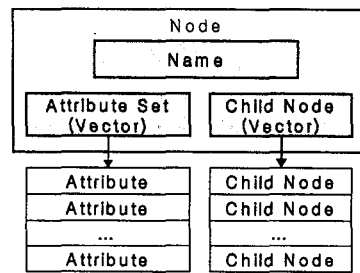 Node
Name
Attribute Set
(Vector)
Child Node
(Vector)
Attribute
Attribute
...
Attribute
Child Node
Child Node
...
Child Node